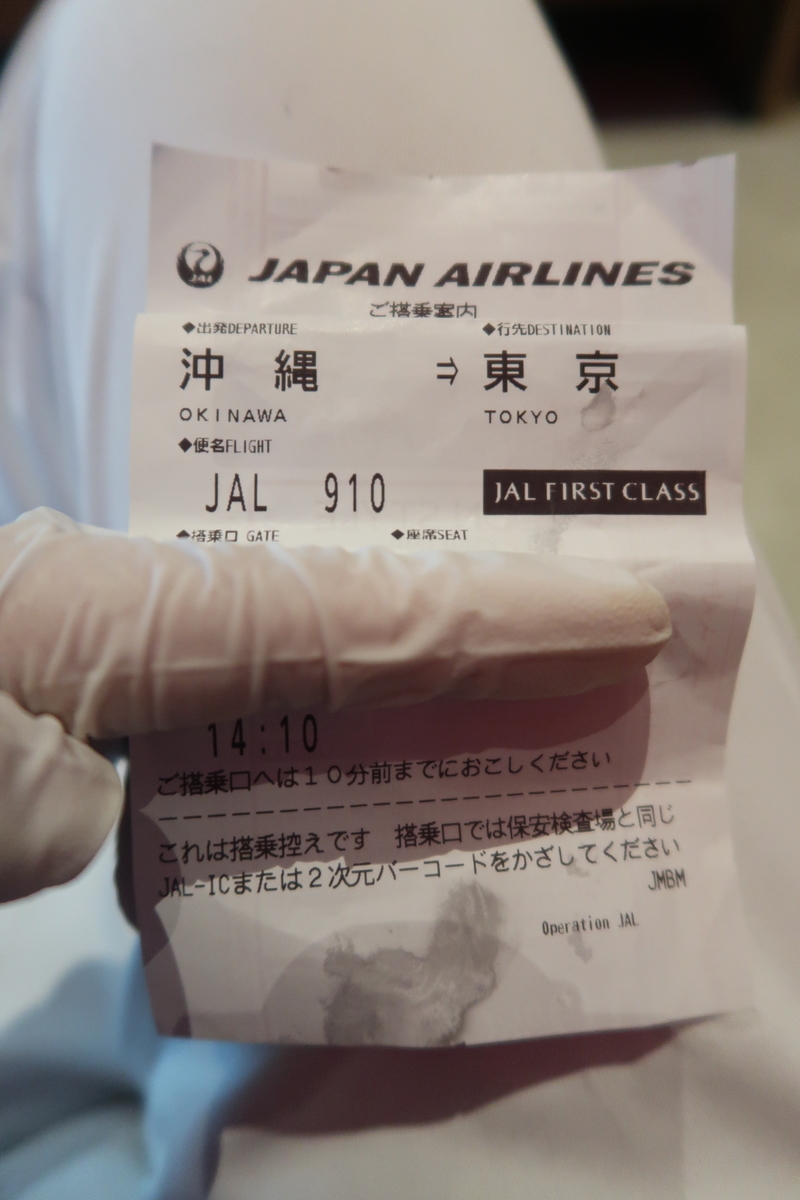 JAL JAPAN AIRLINES
ご搭乗案内
◆出発DEPARTURE ◆行先DESTINATION
沖縄 ⇒ 東京
OKINAWA TOKYO
◆便名FLIGHT
JAL 910 JAL FIRST CLASS
◆搭乗口 GATE ◆座席SEAT
14:10
ご搭乗口へは10分前までにおこしください
これは搭乗控えです 搭乗口では保安検査場と同じ
JAL-ICまたは2次元バーコードをかざしてください
JMBM
Operation JAL